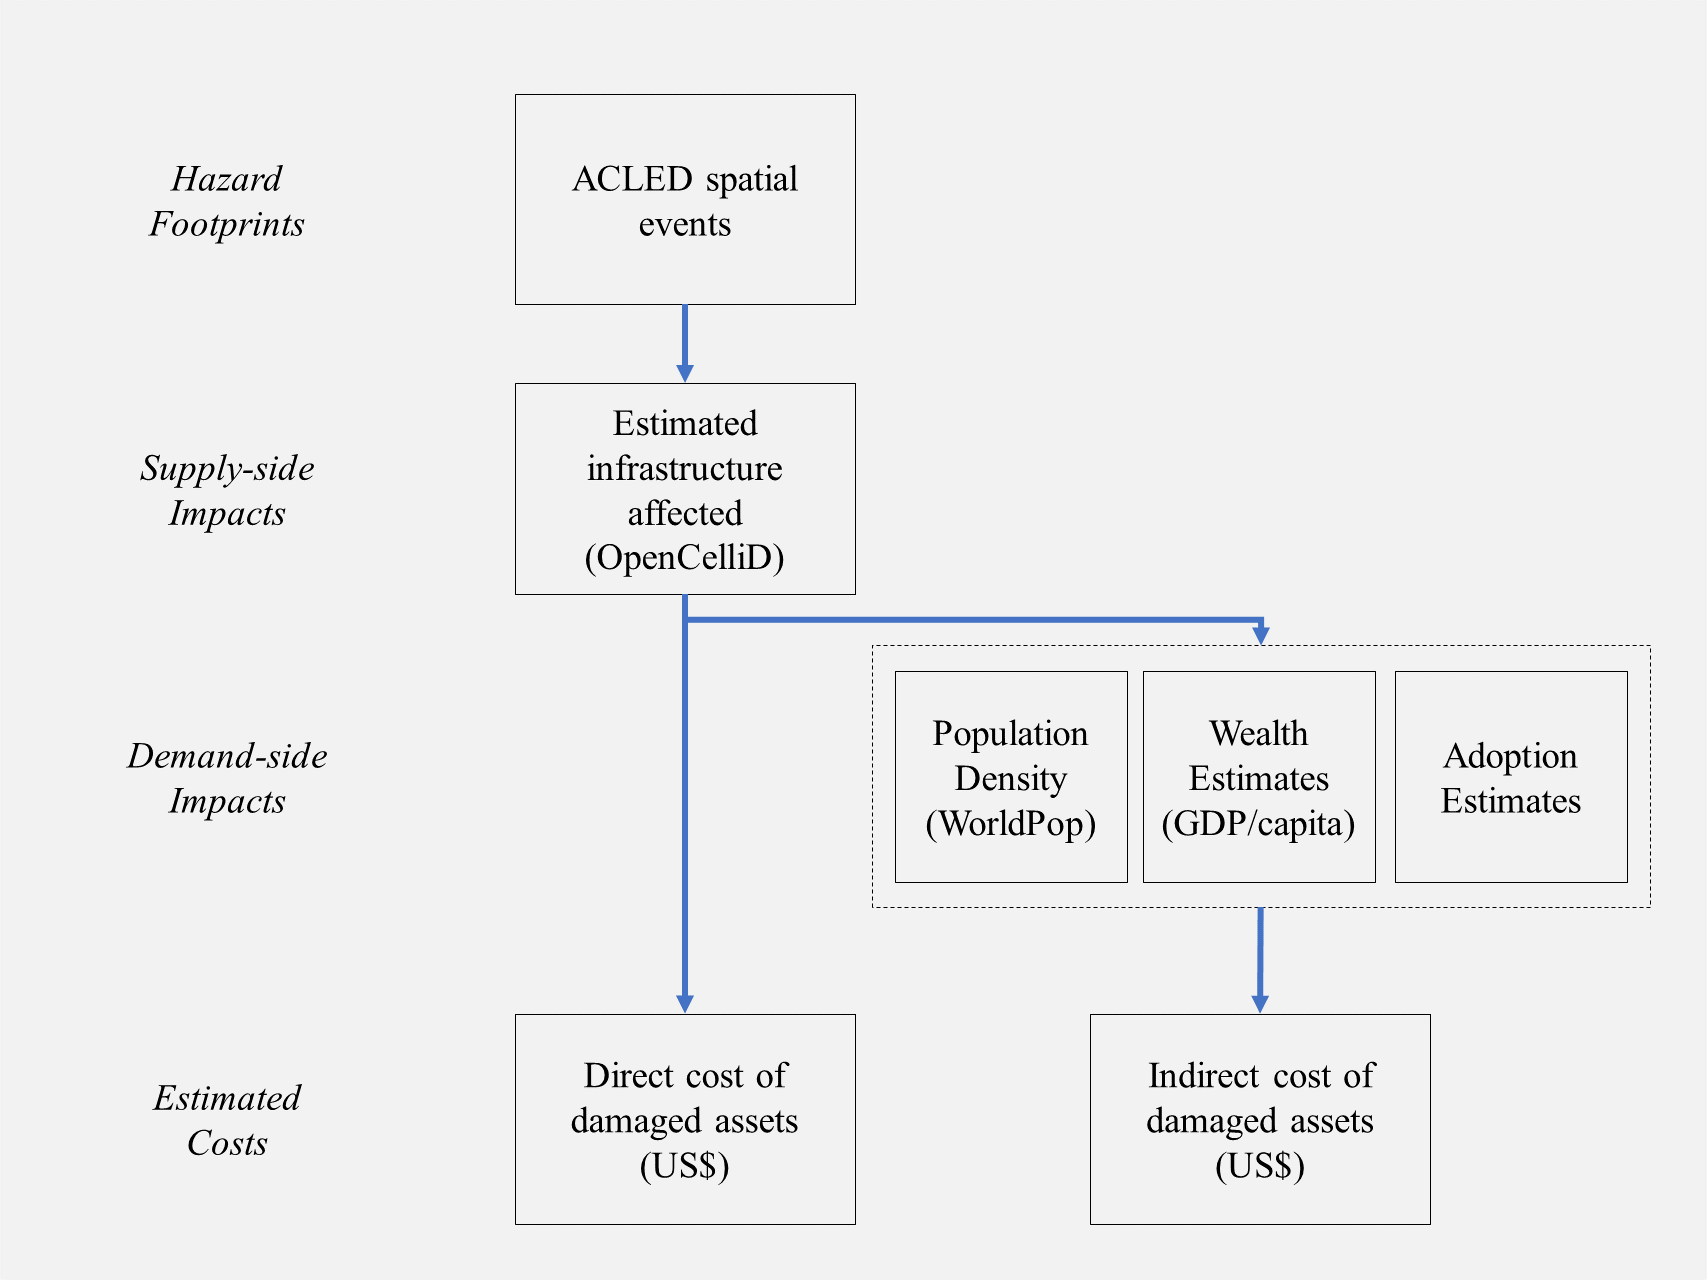 Hazard
Footprints
ACLED spatial
events
Supply-side
Impacts
Estimated
infrastructure
affected
(OpenCelliD)
Demand-side
Impacts
Population
Density
(WorldPop)
Wealth
Estimates
(GDP/capita)
Adoption
Estimates
Estimated
Costs
Direct cost of
damaged assets
(US$)
Indirect cost of
damaged assets
(US$)